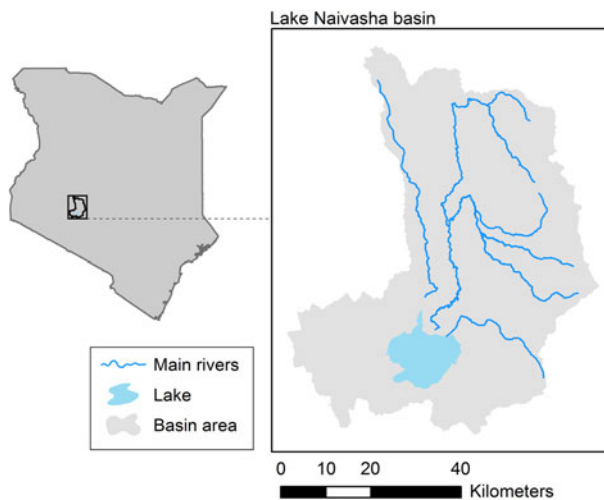 Lake Naivasha basin
Main rivers
Lake
Basin area
0 10 20 40
Kilometers